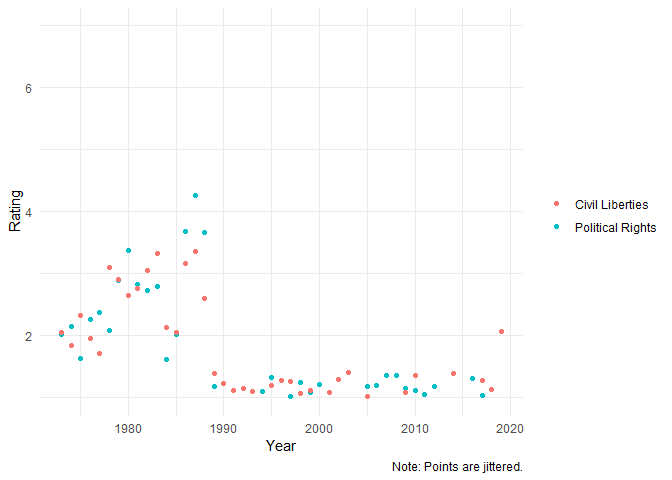 6
4
2
Rating
1980
1990
2000
2010
2020
Year
Civil Liberties
Political Rights
Note: Points are jittered.